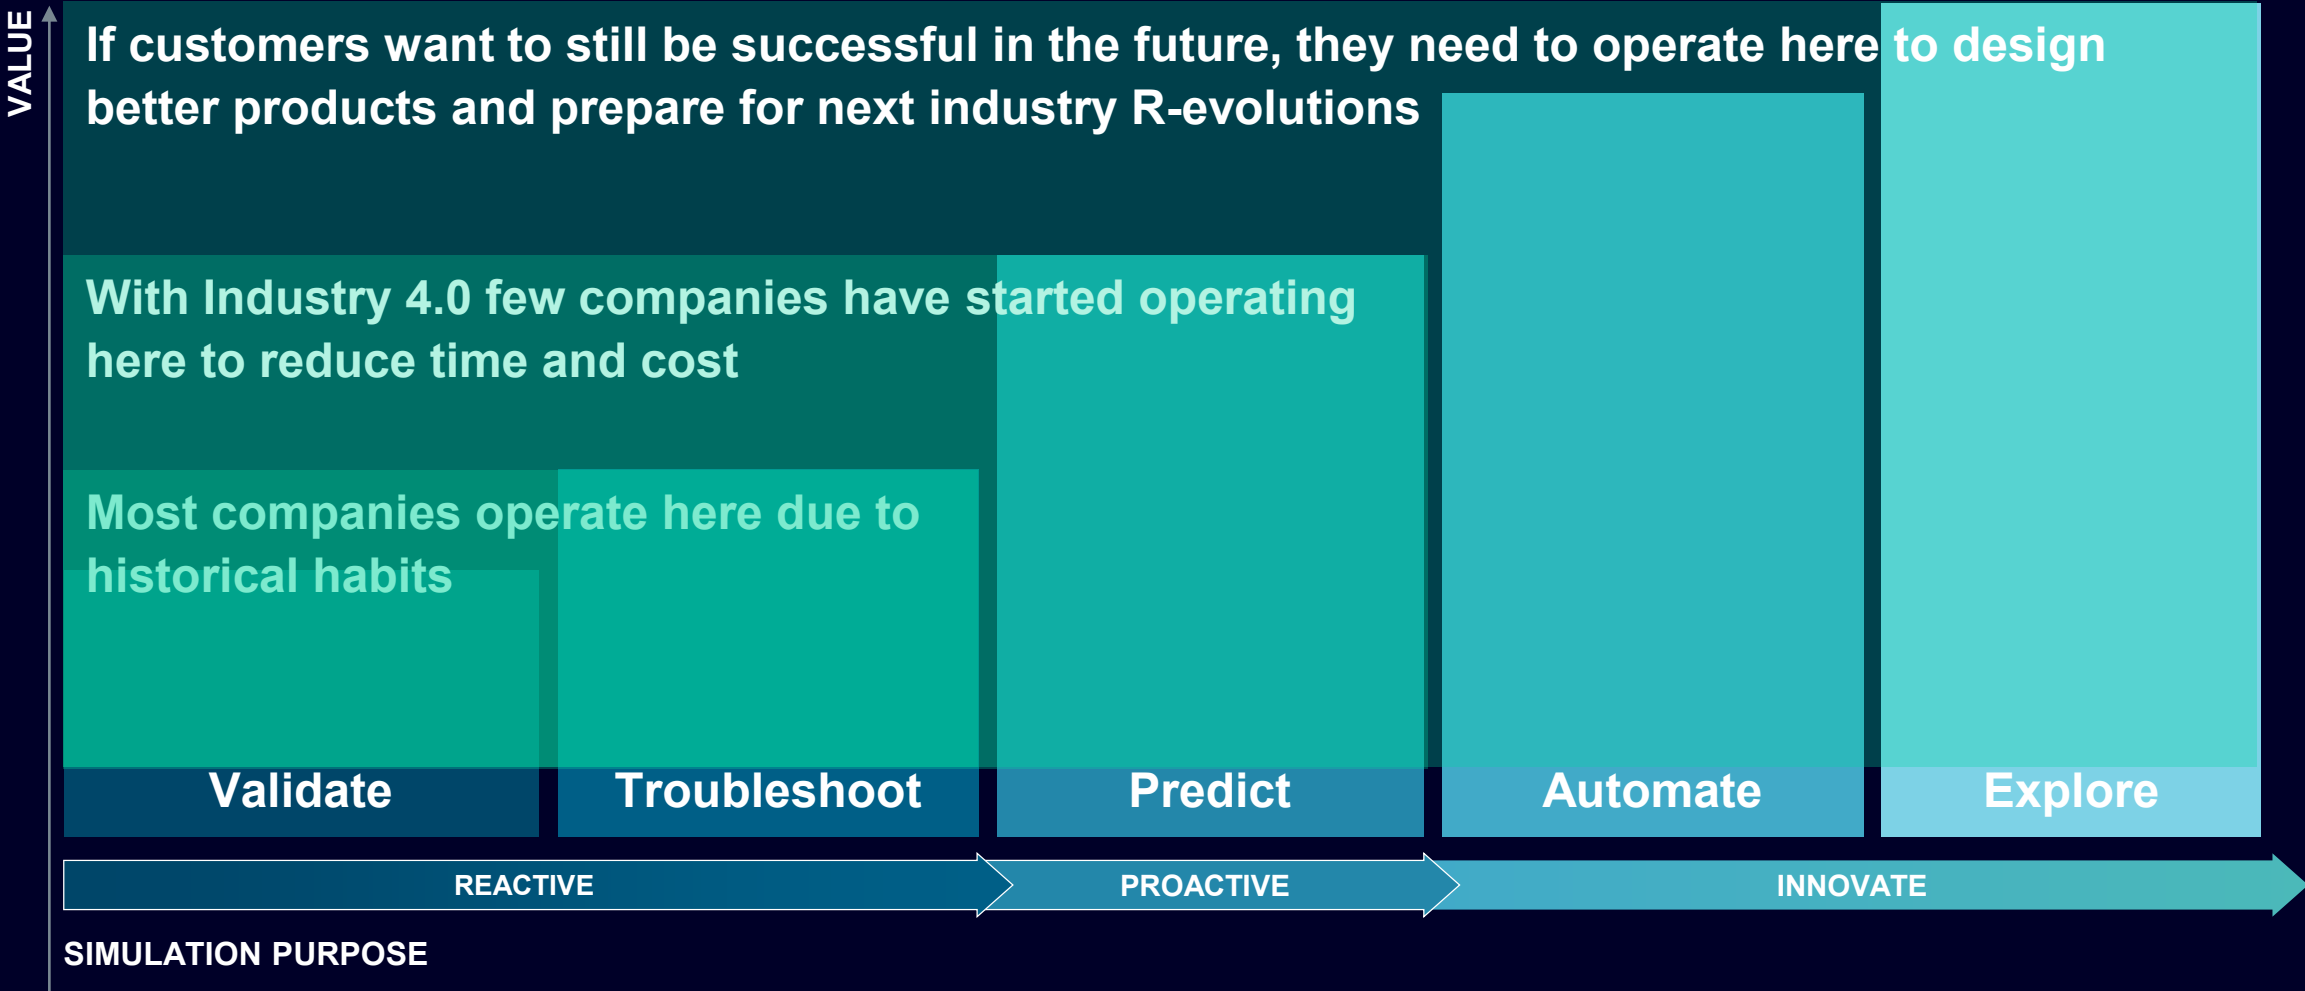 VALUE
If customers want to still be successful in the future, they need to operate here to design
better products and prepare for next industry R-evolutions
With Industry 4.0 few companies have started operating
here to reduce time and cost
Most companies operate here due to
historical habits
Validate
Troubleshoot
Predict
Automate
Explore
REACTIVE
PROACTIVE
INNOVATE
SIMULATION PURPOSE